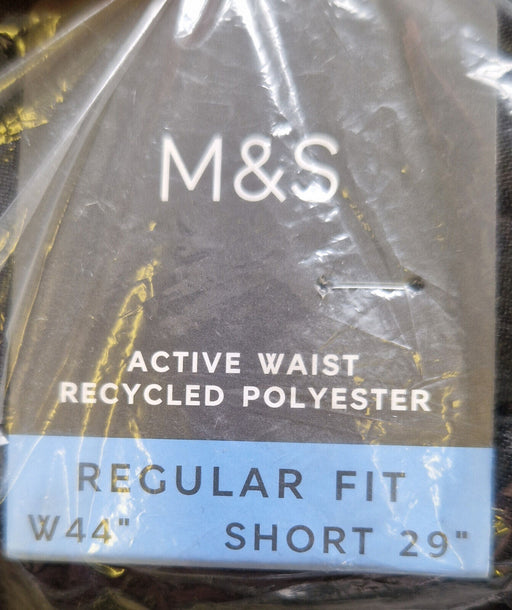 M&S
ACTIVE WAIST
RECYCLED POLYESTER
REGULAR FIT
W44" SHORT 29"